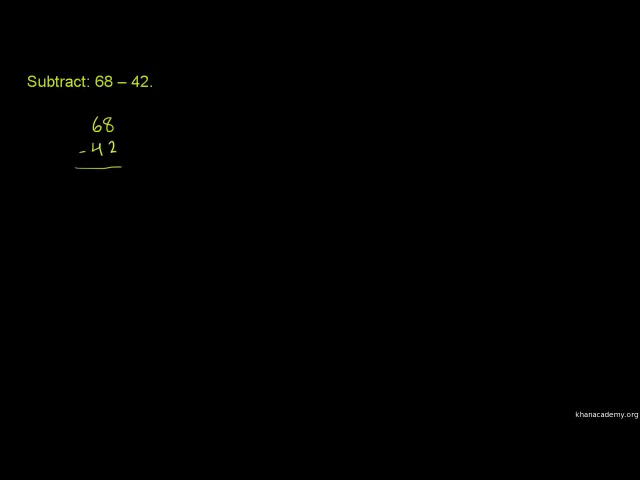 Subtract: 68 – 42.
68
- 42
khanacademy.org